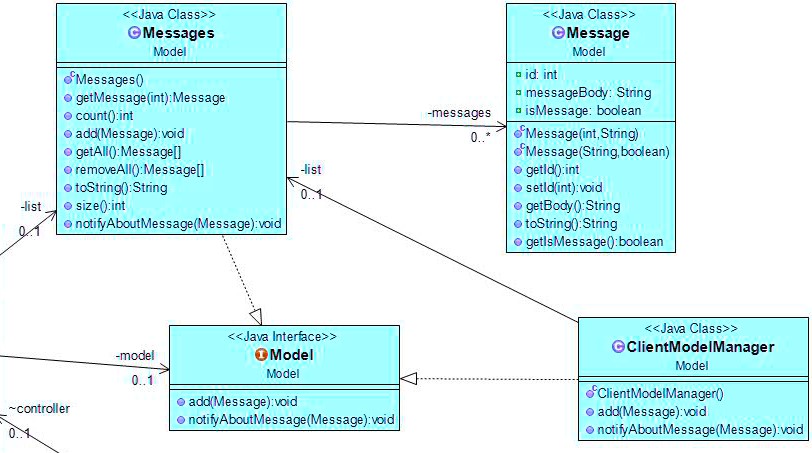 <<Java Class>>
Messages
Model
Messages()
getMessage(int):Message
count():int
add(Message):void
getAll():Message[]
removeAll():Message[]
toString():String
size():int
notifyAboutMessage(Message):void
<<Java Class>>
Message
Model
id: int
messageBody: String
isMessage: boolean
Message(int,String)
Message(String,boolean)
getId():int
setId(int):void
getBody():String
toString():String
getIsMessage():boolean
-messages
0..*
-list
0..1
-list
0..1
<<Java Interface>>
Model
Model
add(Message):void
notifyAboutMessage(Message):void
-model
0..1
~controller
0..1
<<Java Class>>
ClientModelManager
Model
ClientModelManager()
add(Message):void
notifyAboutMessage(Message):void